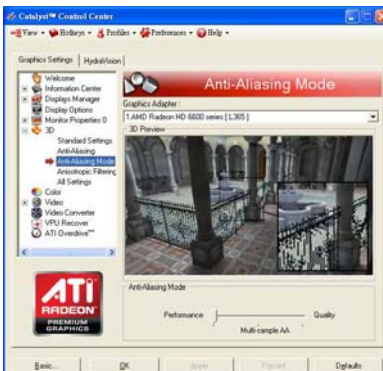 Catalyst™ Control Center
View Hotkeys Profiles Preferences Help
Graphics Settings HydraVision
Welcome
Information Center
Displays Manager
Display Options
Monitor Properties 0
3D
Standard Settings
Anti-Aliasing
Anti-Aliasing Mode
Anisotropic Filtering
All Settings
Color
Video
Video Converter
VPU Recover
ATI Overdrive™
ATI
RADEON
PREMIUM
GRAPHICS
Anti-Aliasing Mode
Graphics Adapter:
1.AMD Radeon HD 6600 series [L365 ]
3D Preview
Anti-Aliasing Mode
Performance Quality
Multi-sample AA
Basic... OK Apply Discard Defaults